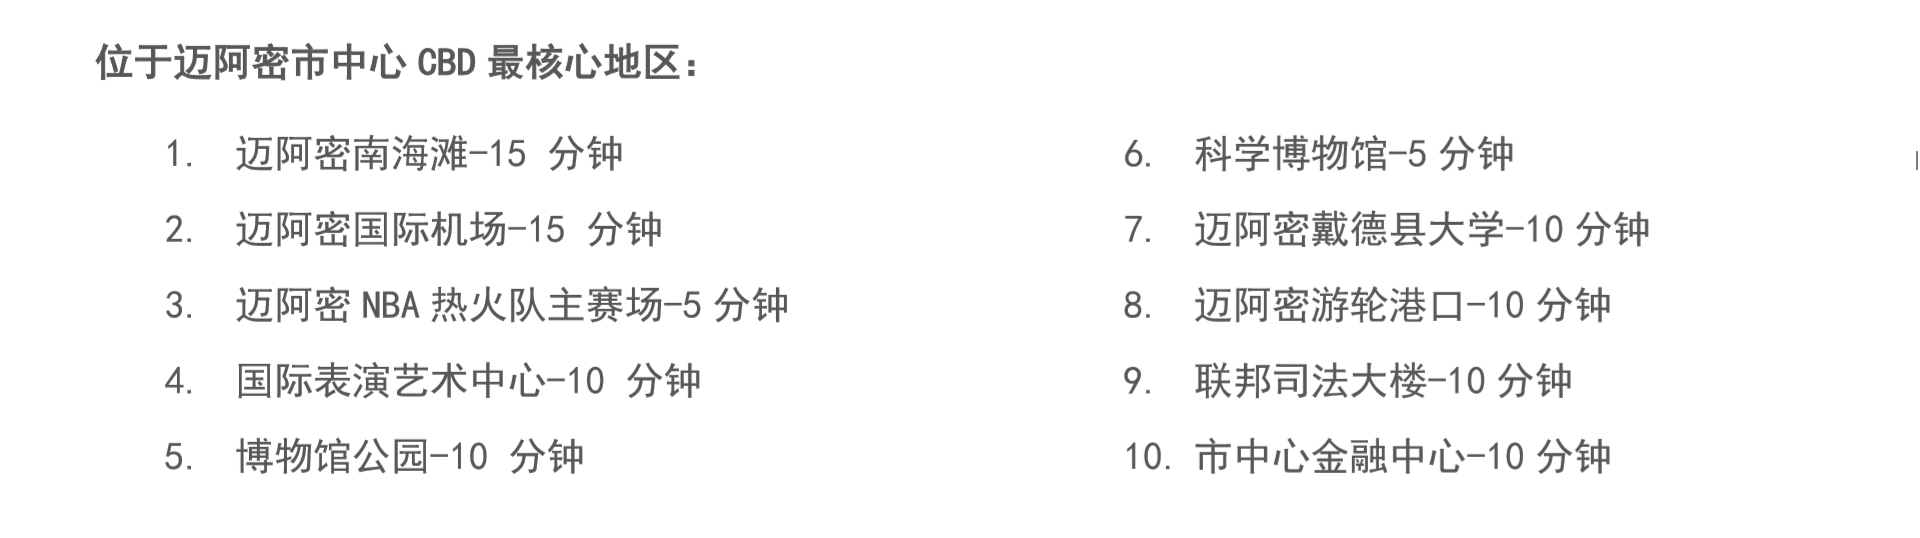 位于迈阿密市中心 CBD 最核心地区：
1. 迈阿密南海滩-15 分钟
2. 迈阿密国际机场-15 分钟
3. 迈阿密 NBA 热火队主赛场-5 分钟
4. 国际表演艺术中心-10 分钟
5. 博物馆公园-10 分钟
6. 科学博物馆-5 分钟
7. 迈阿密戴德县大学-10 分钟
8. 迈阿密游轮港口-10 分钟
9. 联邦司法大楼-10 分钟
10. 市中心金融中心-10 分钟